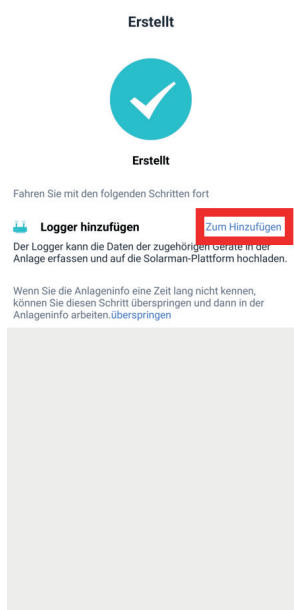 Erstellt
Erstellt
Fahren Sie mit den folgenden Schritten fort
Logger hinzufügen
Zum Hinzufügen
Der Logger kann die Daten der zugehörigen Geräte in der
Anlage erfassen und auf die Solarman-Plattform hochladen.
Wenn Sie die Anlageninfo eine Zeit lang nicht kennen,
können Sie diesen Schritt überspringen und dann in der
Anlageninfo arbeiten.überspringen